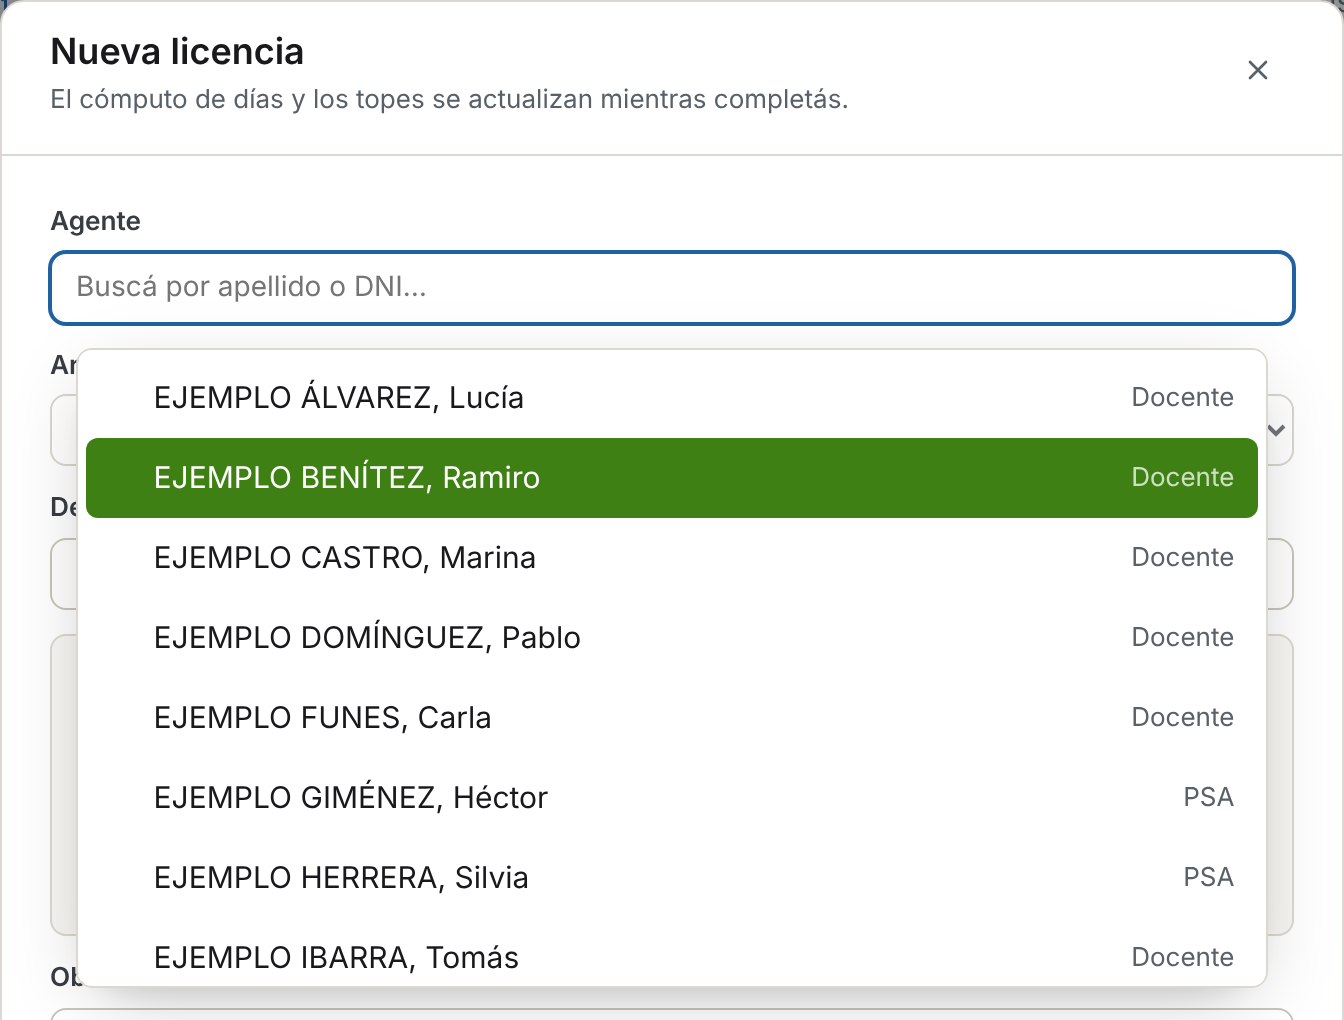 Nueva licencia
El cómputo de días y los topes se actualizan mientras completás.
Agente
Buscá por apellido o DNI...
EJEMPLO ÁLVAREZ, Lucía Docente
EJEMPLO BENÍTEZ, Ramiro Docente
EJEMPLO CASTRO, Marina Docente
EJEMPLO DOMÍNGUEZ, Pablo Docente
EJEMPLO FUNES, Carla Docente
EJEMPLO GIMÉNEZ, Héctor PSA
EJEMPLO HERRERA, Silvia PSA
EJEMPLO IBARRA, Tomás Docente